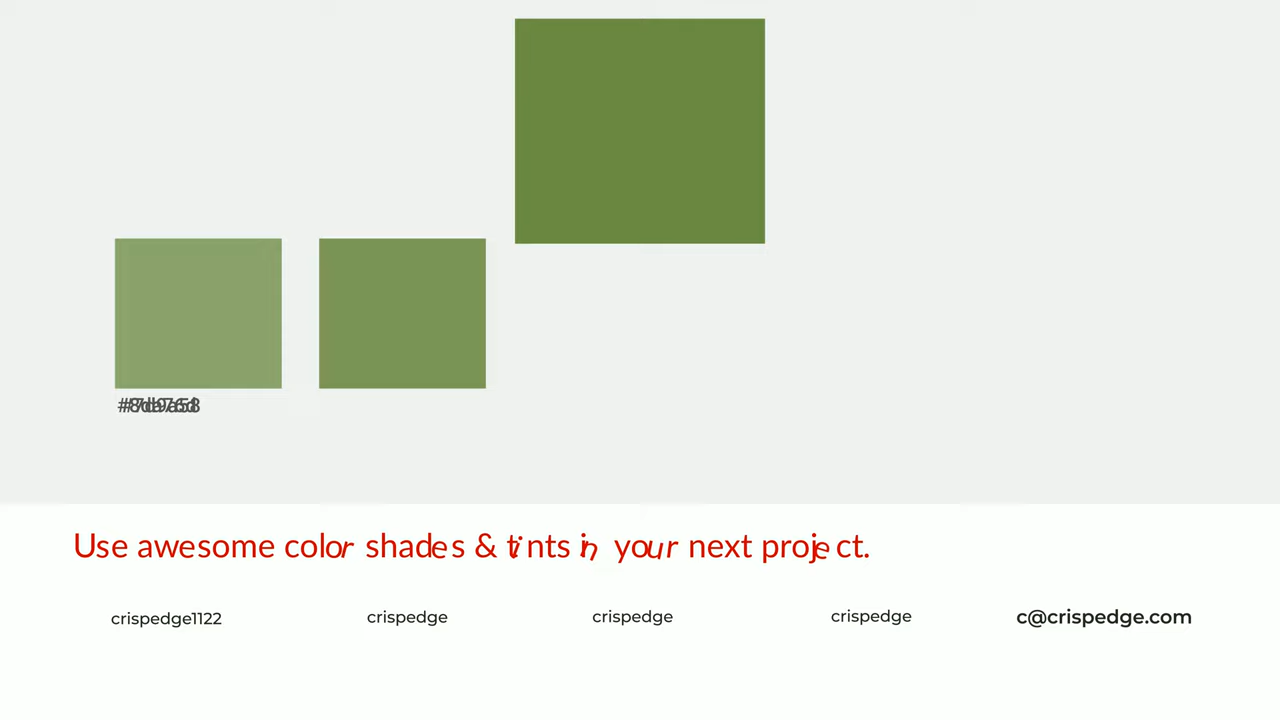 Use awesome color shades & tints in your next project.
crispedge1122 crispedge crispedge crispedge c@crispedge.com